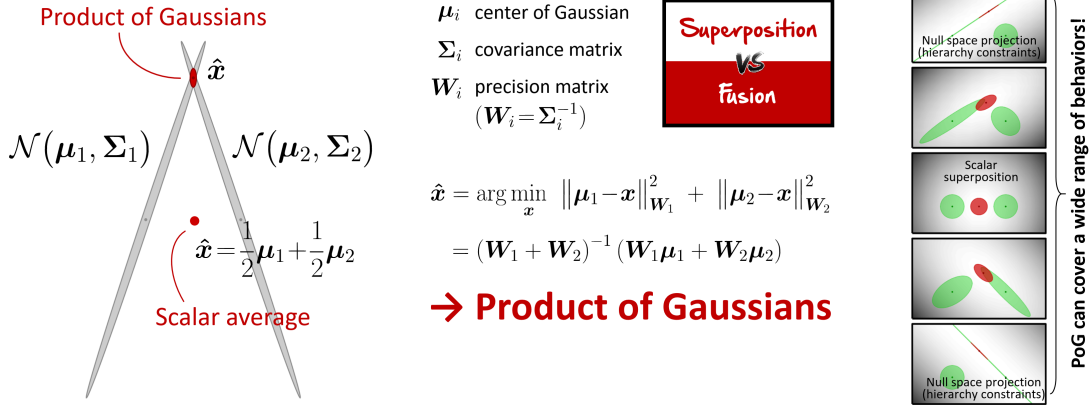 Product of Gaussians
x̂
𝒩(μ₁, Σ₁)
𝒩(μ₂, Σ₂)
x̂ = 1/2 μ₁ + 1/2 μ₂
Scalar average
μᵢ center of Gaussian
Σᵢ covariance matrix
Wᵢ precision matrix
(Wᵢ = Σᵢ⁻¹)
Superposition
VS
Fusion
x̂ = arg min_x ‖μ₁ − x‖²_W₁ + ‖μ₂ − x‖²_W₂
= (W₁ + W₂)⁻¹ (W₁μ₁ + W₂μ₂)
→ Product of Gaussians
Null space projection
(hierarchy constraints)
Scalar
superposition
Null space projection
(hierarchy constraints)
PoG can cover a wide range of behaviors!